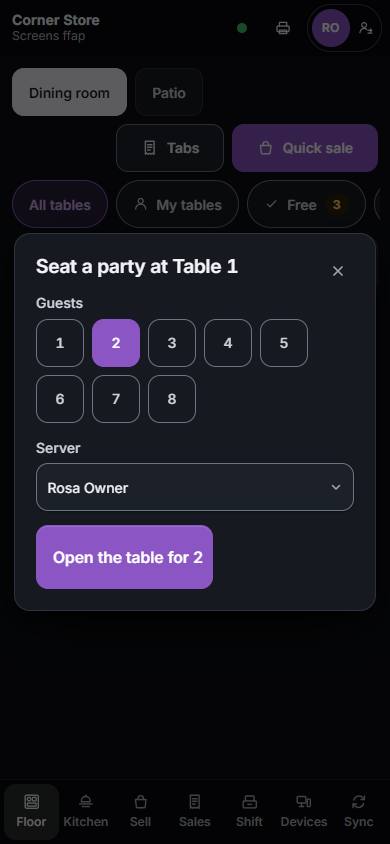 Corner Store
Screens ffap
RO
Dining room
Patio
Tabs
Quick sale
All tables
My tables
Free 3
Seat a party at Table 1
Guests
1 2 3 4 5
6 7 8
Server
Rosa Owner
Open the table for 2
Floor Kitchen Sell Sales Shift Devices Sync